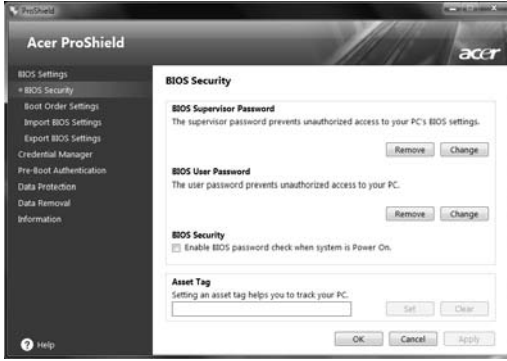 ProShield
Acer ProShield
acer
BIOS Settings
BIOS Security
Boot Order Settings
Import BIOS Settings
Export BIOS Settings
Credential Manager
Pre-Boot Authentication
Data Protection
Data Removal
Information
Help
BIOS Security
BIOS Supervisor Password
The supervisor password prevents unauthorized access to your PC's BIOS settings.
Remove Change
BIOS User Password
The user password prevents unauthorized access to your PC.
Remove Change
BIOS Security
Enable BIOS password check when system is Power On.
Asset Tag
Setting an asset tag helps you to track your PC.
Set Clear
OK Cancel Apply